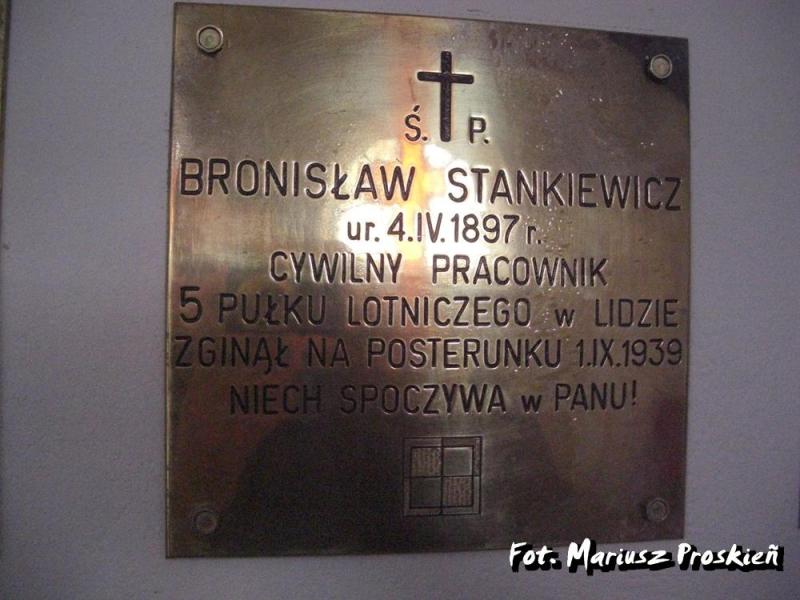 Ś. P.
BRONISŁAW STANKIEWICZ
ur. 4.IV.1897 r.
CYWILNY PRACOWNIK
5 PUŁKU LOTNICZEGO w LIDZIE
ZGINĄŁ NA POSTERUNKU 1.IX.1939
NIECH SPOCZYWA w PANU!
Fot. Mariusz Proskień